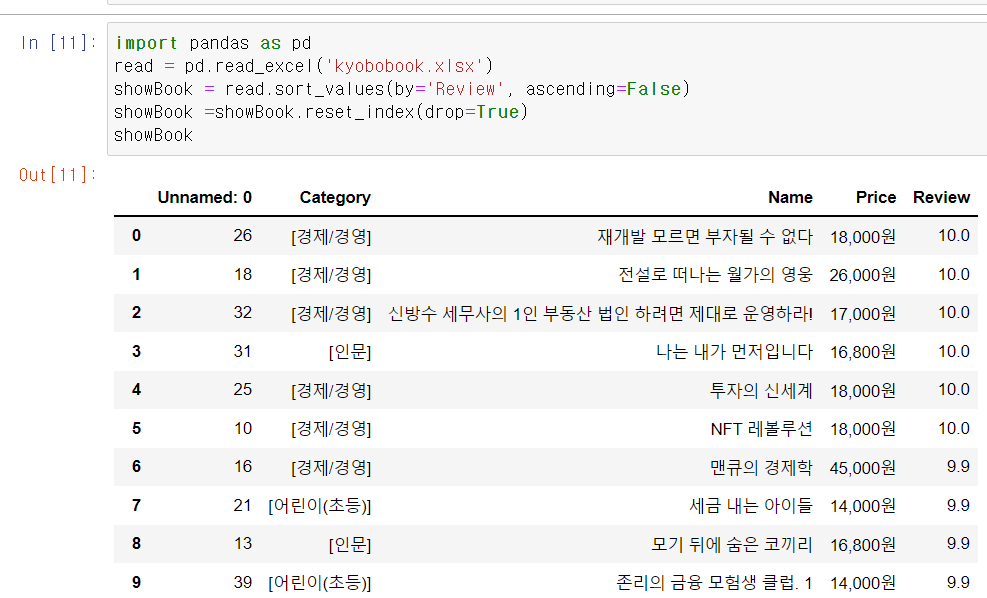 In [11]:
import pandas as pd
read = pd.read_excel('kyobobook.xlsx')
showBook = read.sort_values(by='Review', ascending=False)
showBook =showBook.reset_index(drop=True)
showBook
Out[11]:
Unnamed: 0 Category Name Price Review
0 26 [경제/경영] 재개발 모르면 부자될 수 없다 18,000원 10.0
1 18 [경제/경영] 전설로 떠나는 월가의 영웅 26,000원 10.0
2 32 [경제/경영] 신방수 세무사의 1인 부동산 법인 하려면 제대로 운영하라! 17,000원 10.0
3 31 [인문] 나는 내가 먼저입니다 16,800원 10.0
4 25 [경제/경영] 투자의 신세계 18,000원 10.0
5 10 [경제/경영] NFT 레볼루션 18,000원 10.0
6 16 [경제/경영] 맨큐의 경제학 45,000원 9.9
7 21 [어린이(초등)] 세금 내는 아이들 14,000원 9.9
8 13 [인문] 모기 뒤에 숨은 코끼리 16,800원 9.9
9 39 [어린이(초등)] 존리의 금융 모험생 클럽. 1 14,000원 9.9